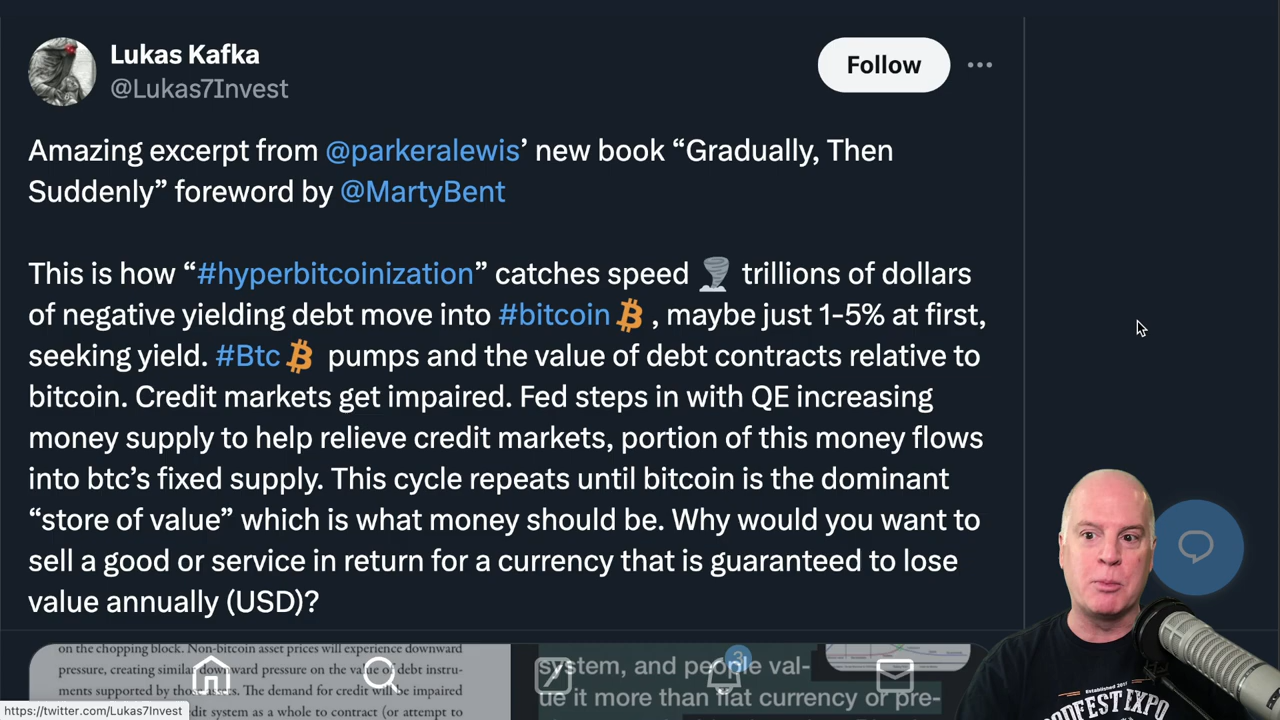 Lukas Kafka
@Lukas7Invest
Follow
Amazing excerpt from @parkeralewis’ new book “Gradually, Then
Suddenly” foreword by @MartyBent
This is how “#hyperbitcoinization” catches speed 🌪 trillions of dollars
of negative yielding debt move into #bitcoin , maybe just 1-5% at first,
seeking yield. #Btc pumps and the value of debt contracts relative to
bitcoin. Credit markets get impaired. Fed steps in with QE increasing
money supply to help relieve credit markets, portion of this money flows
into btc’s fixed supply. This cycle repeats until bitcoin is the dominant
“store of value” which is what money should be. Why would you want to
sell a good or service in return for a currency that is guaranteed to lose
value annually (USD)?
on the chopping block. Non-bitcoin asset prices will experience downward
pressure, creating similar downward pressure on the value of debt instru-
ments supported by those assets. The demand for credit will be impaired
edit system as a whole to contract (or attempt to
system, and people val-
ue it more than fiat currency or pre-
3
https://twitter.com/Lukas7Invest
Established 2017
ODFEST EXPO